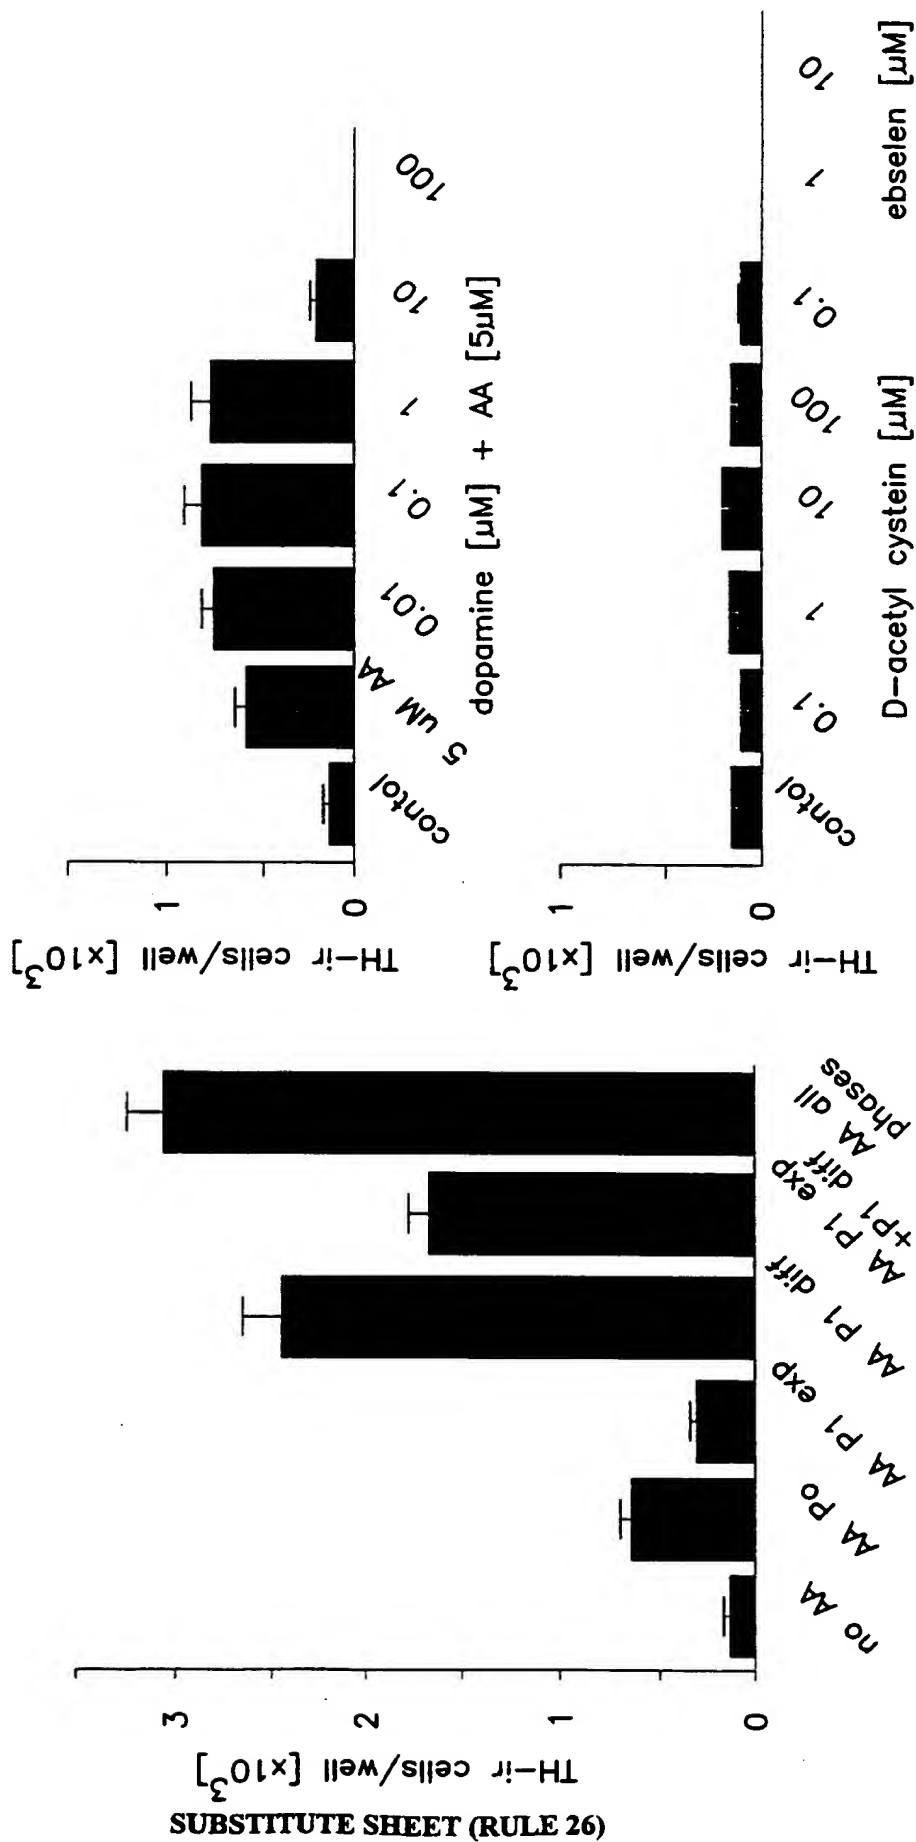 TH-ir cells/well [x10³]
3
2
1
0
no AA
AA Po
AA P1 exp
AA P1 diff
AA P1 exp
+P1 diff
AA all
phases
TH-ir cells/well [x10³]
1
0
contol
5 uM AA
0.01
0.1
1
10
100
dopamine [µM] + AA [5µM]
TH-ir cells/well [x10³]
1
0
contol
0.1
1
10
100
0.1
1
10
D-acetyl cystein [µM]
ebselen [µM]
SUBSTITUTE SHEET (RULE 26)